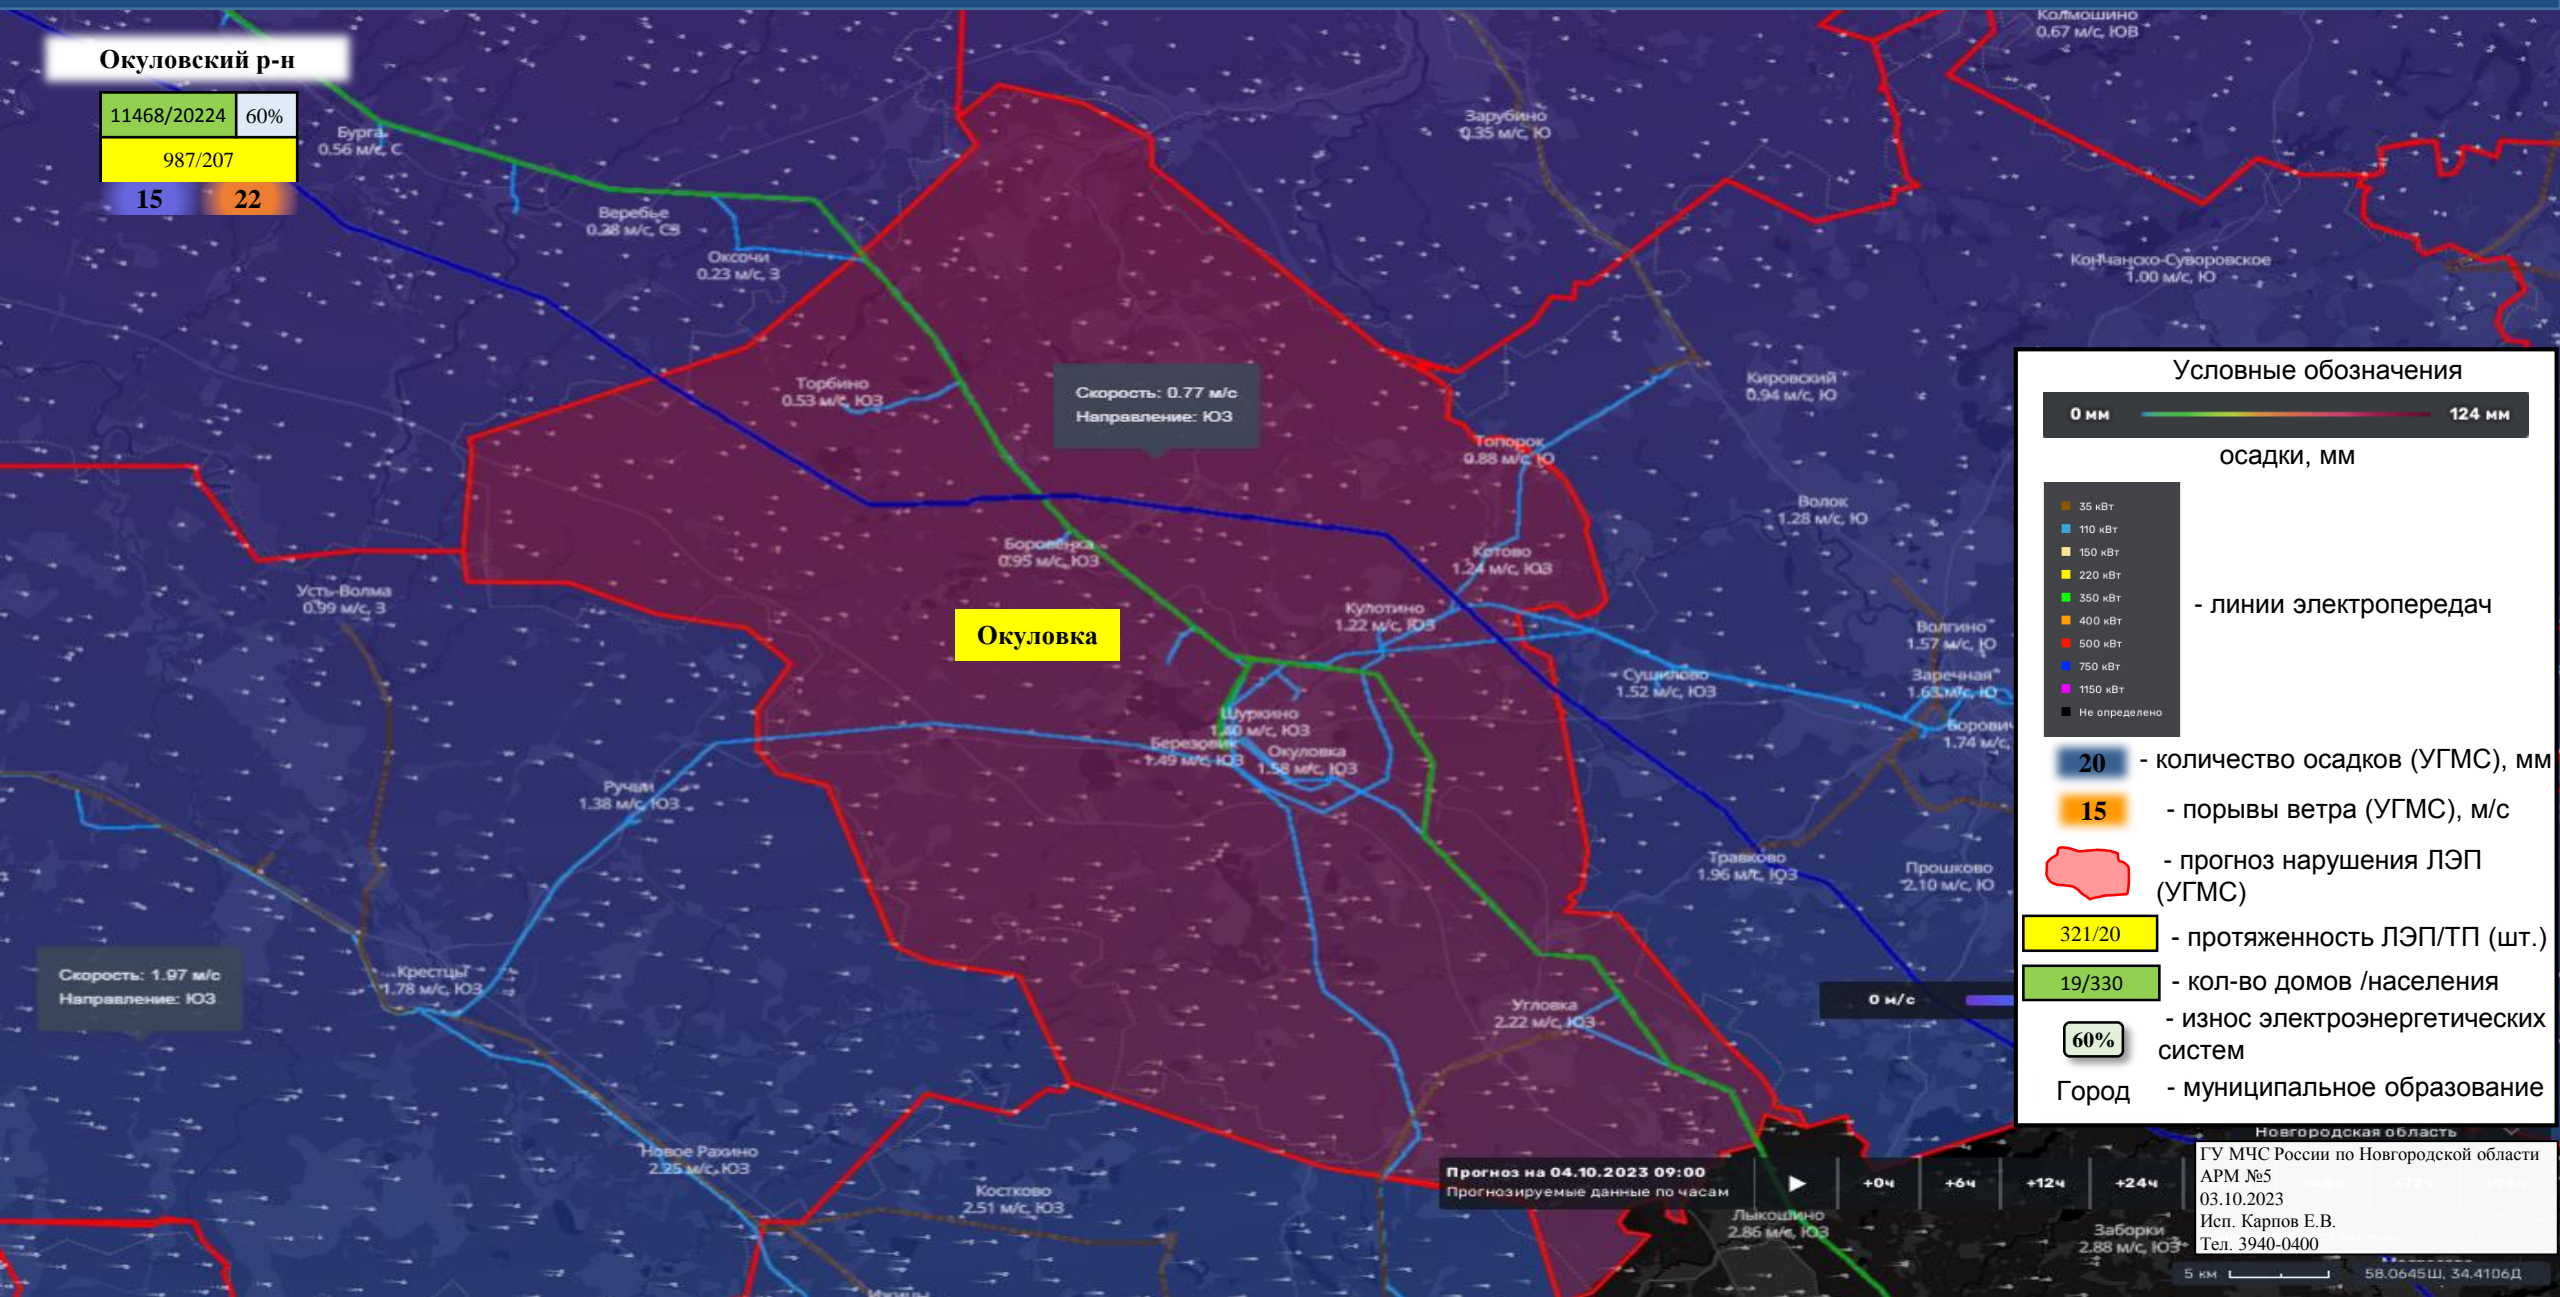 Окуловский р-н
11468/20224 60%
987/207
15 22
Колмошино
0.67 м/с, ЮВ
Бурга
0.56 м/с, С
Зарубино
0.35 м/с, Ю
Веребье
0.38 м/с, СЗ
Оксочи
0.23 м/с, З
Кончанско-Суворовское
1.00 м/с, Ю
Торбино
0.53 м/с, ЮЗ
Скорость: 0.77 м/с
Направление: ЮЗ
Кировский
0.94 м/с, Ю
Топорок
0.88 м/с, Ю
Волок
1.28 м/с, Ю
Боровёнка
0.95 м/с, ЮЗ
Котово
1.24 м/с, ЮЗ
Усть-Волма
0.99 м/с, З
Кулотино
1.22 м/с, ЮЗ
Окуловка
Волгино
1.57 м/с, Ю
Сушилово
1.52 м/с, ЮЗ
Заречная
1.63 м/с, Ю
Шуркино
1.40 м/с, ЮЗ
Березовик
1.49 м/с, ЮЗ
Окуловка
1.58 м/с, ЮЗ
Борович
1.74 м/с,
Ручьи
1.38 м/с, ЮЗ
Травково
1.96 м/с, ЮЗ
Прошково
2.10 м/с, Ю
Скорость: 1.97 м/с
Направление: ЮЗ
Крестцы
1.78 м/с, ЮЗ
Угловка
2.22 м/с, ЮЗ
0 м/с
Новое Рахино
2.25 м/с, ЮЗ
Костково
2.51 м/с, ЮЗ
Лыкошино
2.86 м/с, ЮЗ
Заборки
2.88 м/с, ЮЗ
Условные обозначения
0 мм 124 мм
осадки, мм
35 кВт
110 кВт
150 кВт
220 кВт
350 кВт
400 кВт
500 кВт
750 кВт
1150 кВт
Не определено
- линии электропередач
20 - количество осадков (УГМС), мм
15 - порывы ветра (УГМС), м/с
- прогноз нарушения ЛЭП
(УГМС)
321/20 - протяженность ЛЭП/ТП (шт.)
19/330 - кол-во домов /населения
60% - износ электроэнергетических
систем
Город - муниципальное образование
Новгородская область
Прогноз на 04.10.2023 09:00
Прогнозируемые данные по часам
+0ч +6ч +12ч +24ч
ГУ МЧС России по Новгородской области
АРМ №5
03.10.2023
Исп. Карпов Е.В.
Тел. 3940-0400
5 км 58.0645Ш, 34.4106Д